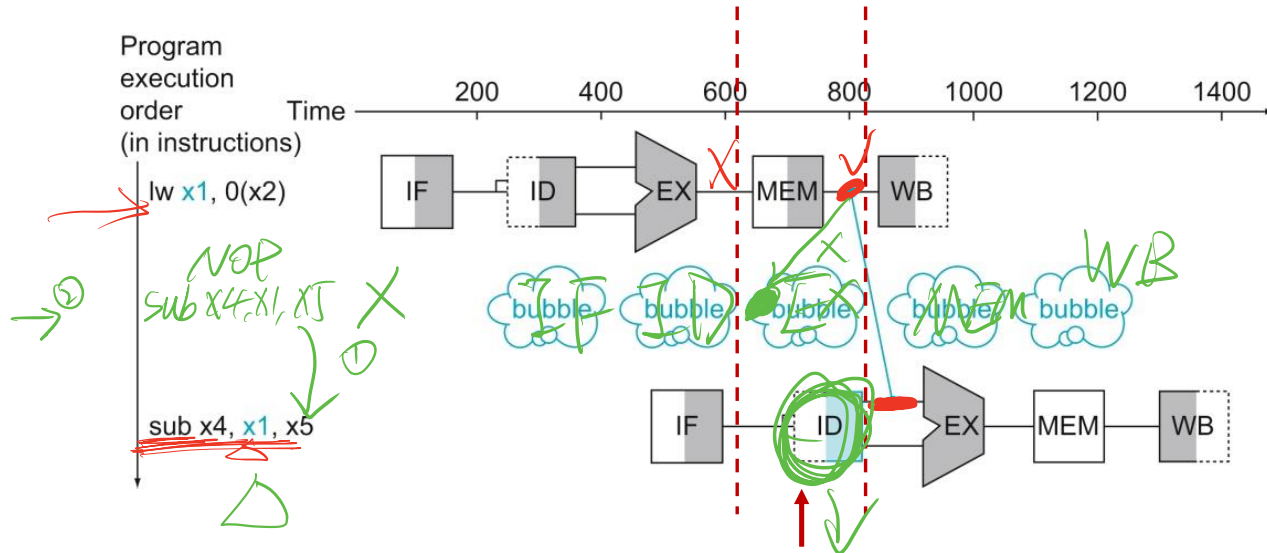 Program
execution
order
(in instructions)
Time
200 400 600 800 1000 1200 1400
lw x1, 0(x2)
IF ID EX MEM WB
X
NOP
② sub x4, x1, x5 X
①
bubble bubble bubble bubble bubble
IF ID EX MEM WB
X
sub x4, x1, x5
IF ID EX MEM WB